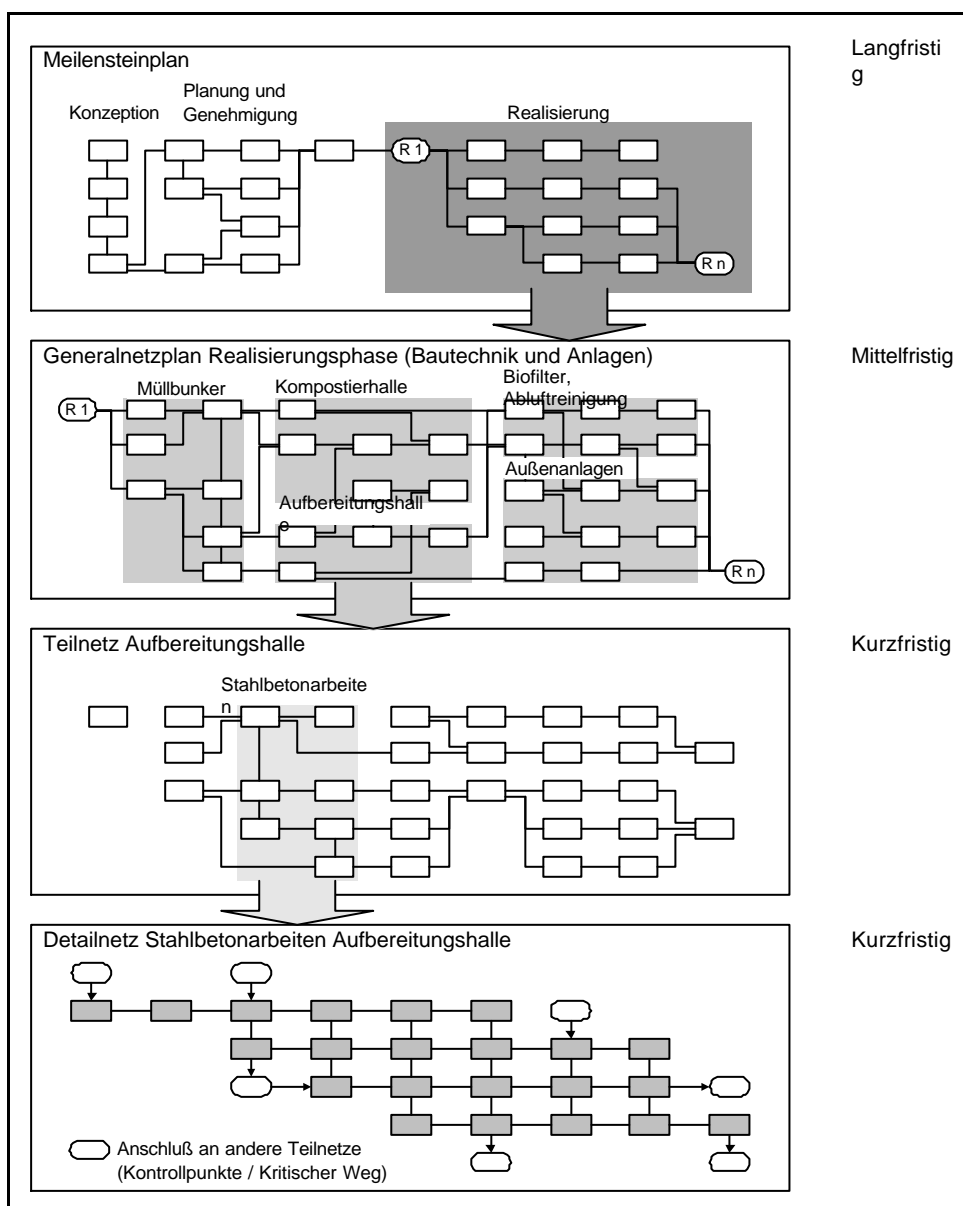 Langfristi
g
Meilensteinplan
Konzeption
Planung und
Genehmigung
Realisierung
R 1
R n
Generalnetzplan Realisierungsphase (Bautechnik und Anlagen)
Mittelfristig
Müllbunker
Kompostierhalle
Biofilter,
Abluftreinigung
R 1
Außenanlagen
Aufbereitungshall
e
R n
Teilnetz Aufbereitungshalle
Kurzfristig
Stahlbetonarbeite
n
Detailnetz Stahlbetonarbeiten Aufbereitungshalle
Kurzfristig
Anschluß an andere Teilnetze
(Kontrollpunkte / Kritischer Weg)